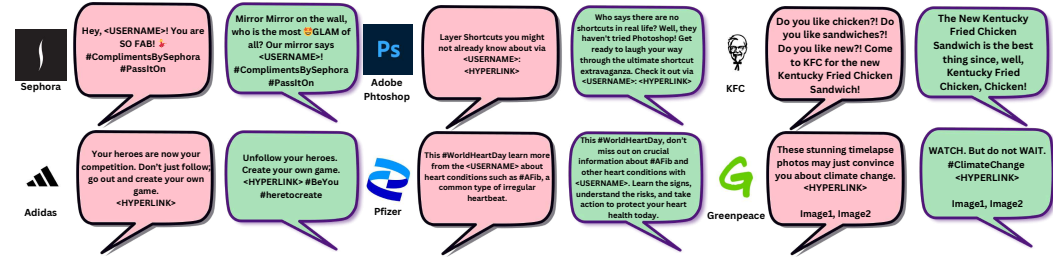 Hey, <USERNAME>! You are
SO FAB! 💃
#ComplimentsBySephora
#PassItOn
Sephora
Mirror Mirror on the wall,
who is the most 🤩GLAM of
all? Our mirror says
<USERNAME>!
#ComplimentsBySephora
#PassItOn
Ps
Adobe
Phtoshop
Layer Shortcuts you might
not already know about via
<USERNAME>:
<HYPERLINK>
Who says there are no
shortcuts in real life? Well, they
haven't tried Photoshop! Get
ready to laugh your way
through the ultimate shortcut
extravaganza. Check it out via
<USERNAME>: <HYPERLINK>
KFC
Do you like chicken?! Do
you like sandwiches?!
Do you like new?! Come
to KFC for the new
Kentucky Fried Chicken
Sandwich!
The New Kentucky
Fried Chicken
Sandwich is the best
thing since, well,
Kentucky Fried
Chicken, Chicken!
Adidas
Your heroes are now your
competition. Don't just follow;
go out and create your own
game.
<HYPERLINK>
Unfollow your heroes.
Create your own game.
<HYPERLINK> #BeYou
#heretocreate
Pfizer
This #WorldHeartDay learn more
from the <USERNAME> about
heart conditions such as #AFib, a
common type of irregular
heartbeat.
This #WorldHeartDay, don't
miss out on crucial
information about #AFib and
other heart conditions with
<USERNAME>. Learn the signs,
understand the risks, and take
action to protect your heart
health today.
Greenpeace
These stunning timelapse
photos may just convince
you about climate change.
<HYPERLINK>
Image1, Image2
WATCH. But do not WAIT.
#ClimateChange
<HYPERLINK>
Image1, Image2